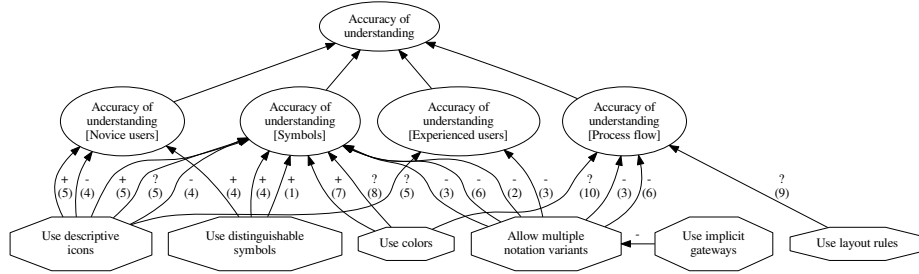 Accuracy of
understanding
Accuracy of
understanding
[Novice users]
Accuracy of
understanding
[Symbols]
Accuracy of
understanding
[Experienced users]
Accuracy of
understanding
[Process flow]
+
(5)
-
(4)
+
(5)
?
(5)
-
(4)
+
(4)
+
(4)
+
(1)
+
(7)
?
(8)
?
(5)
-
(3)
-
(6)
-
(2)
-
(3)
?
(10)
-
(3)
-
(6)
?
(9)
Use descriptive
icons
Use distinguishable
symbols
Use colors
Allow multiple
notation variants
-
Use implicit
gateways
Use layout rules